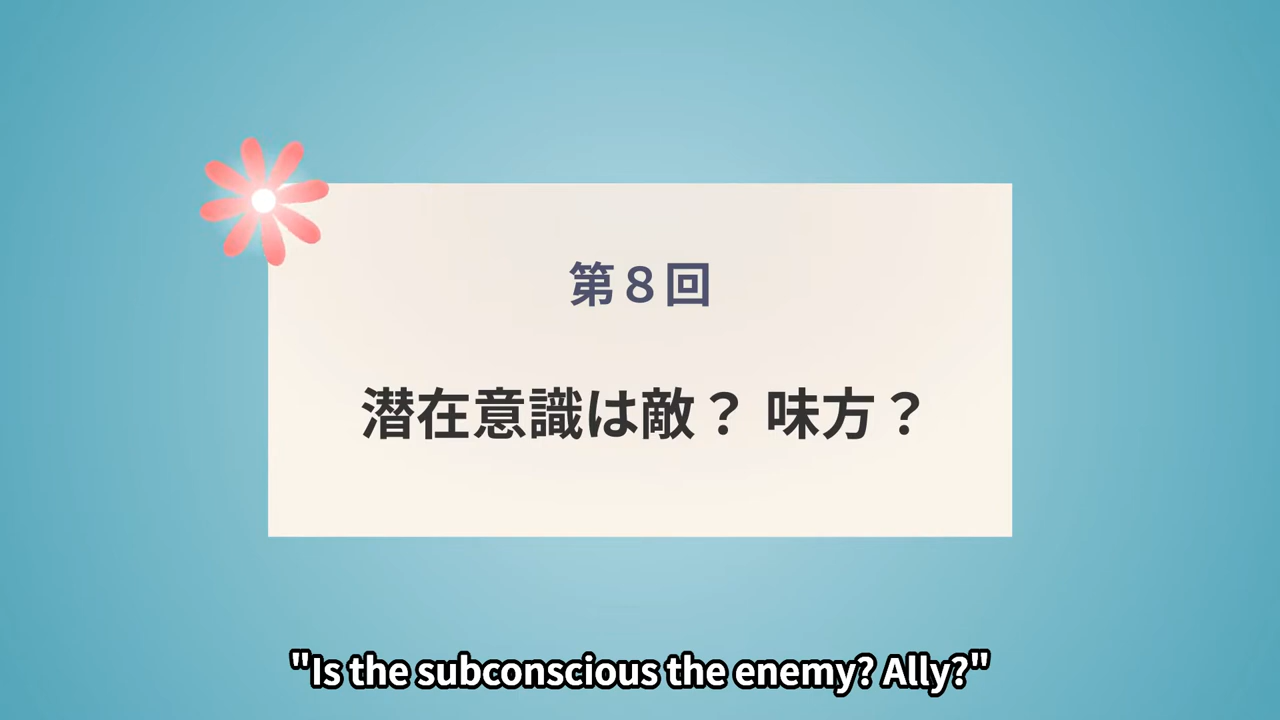 第８回
潜在意識は敵？ 味方？
"Is the subconscious the enemy? Ally?"